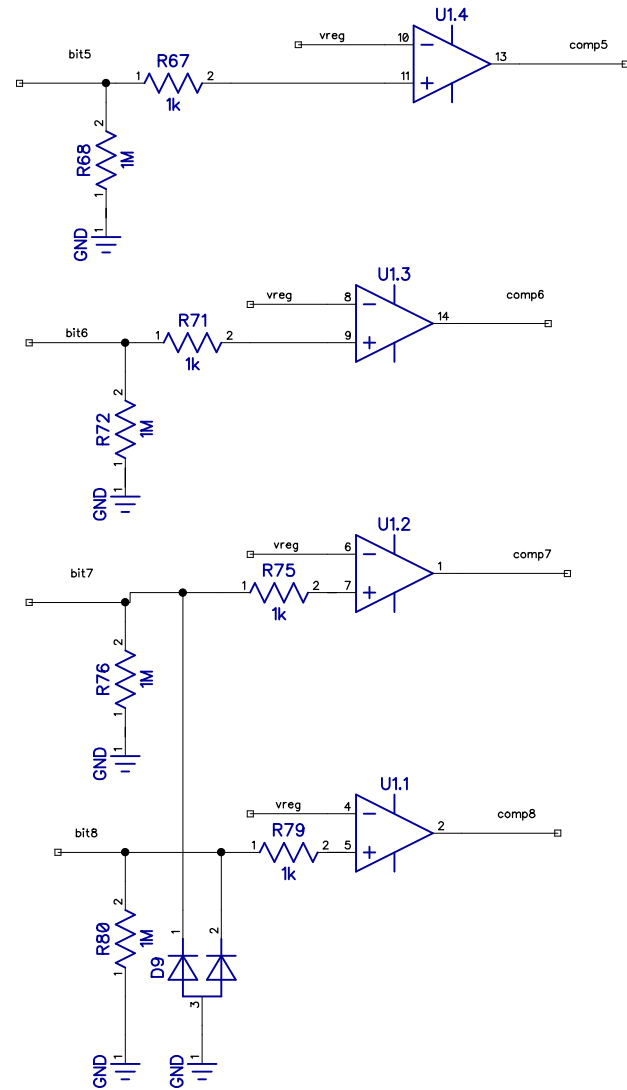 U1.4
vreg
10
bit5
R67
comp5
13
1
2
11
1k
2
R68
1M
1
1
GND
U1.3
vreg
8
comp6
R71
14
bit6
1
2
9
1k
2
R72
1M
1
1
GND
U1.2
vreg
6
comp7
bit7
R75
1
1
2
7
1k
2
R76
1M
1
1
GND
U1.1
vreg
4
comp8
bit8
R79
2
1
2
5
1k
2
R80
1M
1
1
2
D9
3
1
1
GND
GND